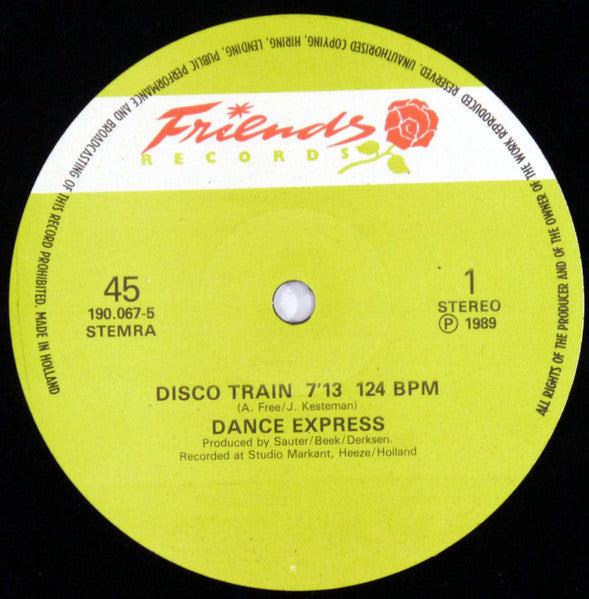 ALL RIGHTS OF THE PRODUCER AND OF THE OWNER OF THE WORK REPRODUCED RESERVED. UNAUTHORISED COPYING, HIRING, LENDING, PUBLIC PERFORMANCE AND BROADCASTING OF THIS RECORD PROHIBITED. MADE IN HOLLAND
Friends
RECORDS
45
190.067-5
STEMRA
1
STEREO
Ⓟ 1989
DISCO TRAIN 7'13 124 BPM
(A. Free/J. Kesteman)
DANCE EXPRESS
Produced by Sauter/Beek/Derksen.
Recorded at Studio Markant, Heeze/Holland